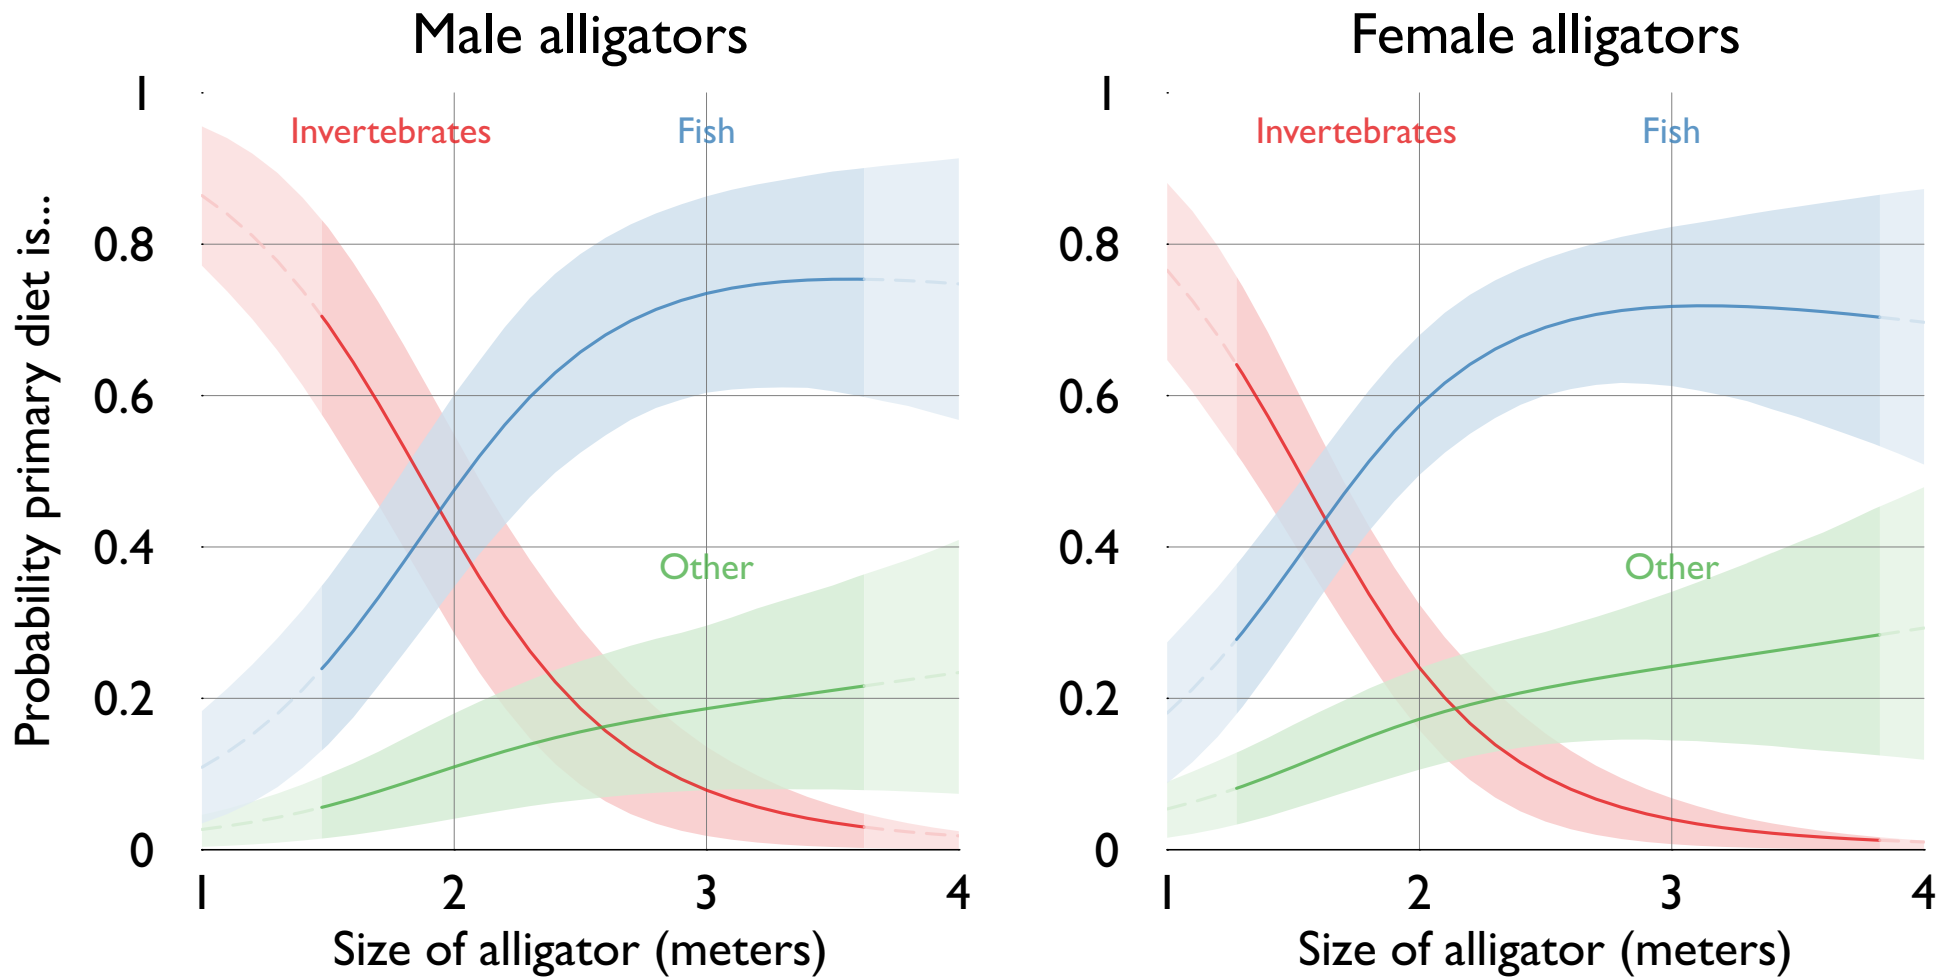 Male alligators
Female alligators
Probability primary diet is...
1
0.8
0.6
0.4
0.2
0
Invertebrates
Fish
Other
1 2 3 4
Size of alligator (meters)
1
0.8
0.6
0.4
0.2
0
Invertebrates
Fish
Other
1 2 3 4
Size of alligator (meters)